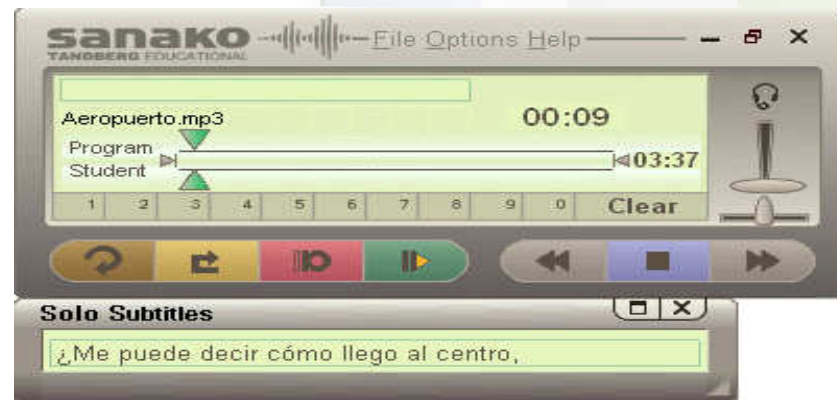 sanako
TANDBERG EDUCATIONAL
File Options Help
Aeropuerto.mp3
00:09
Program
Student
03:37
1 2 3 4 5 6 7 8 9 0 Clear
Solo Subtitles
¿Me puede decir cómo llego al centro,